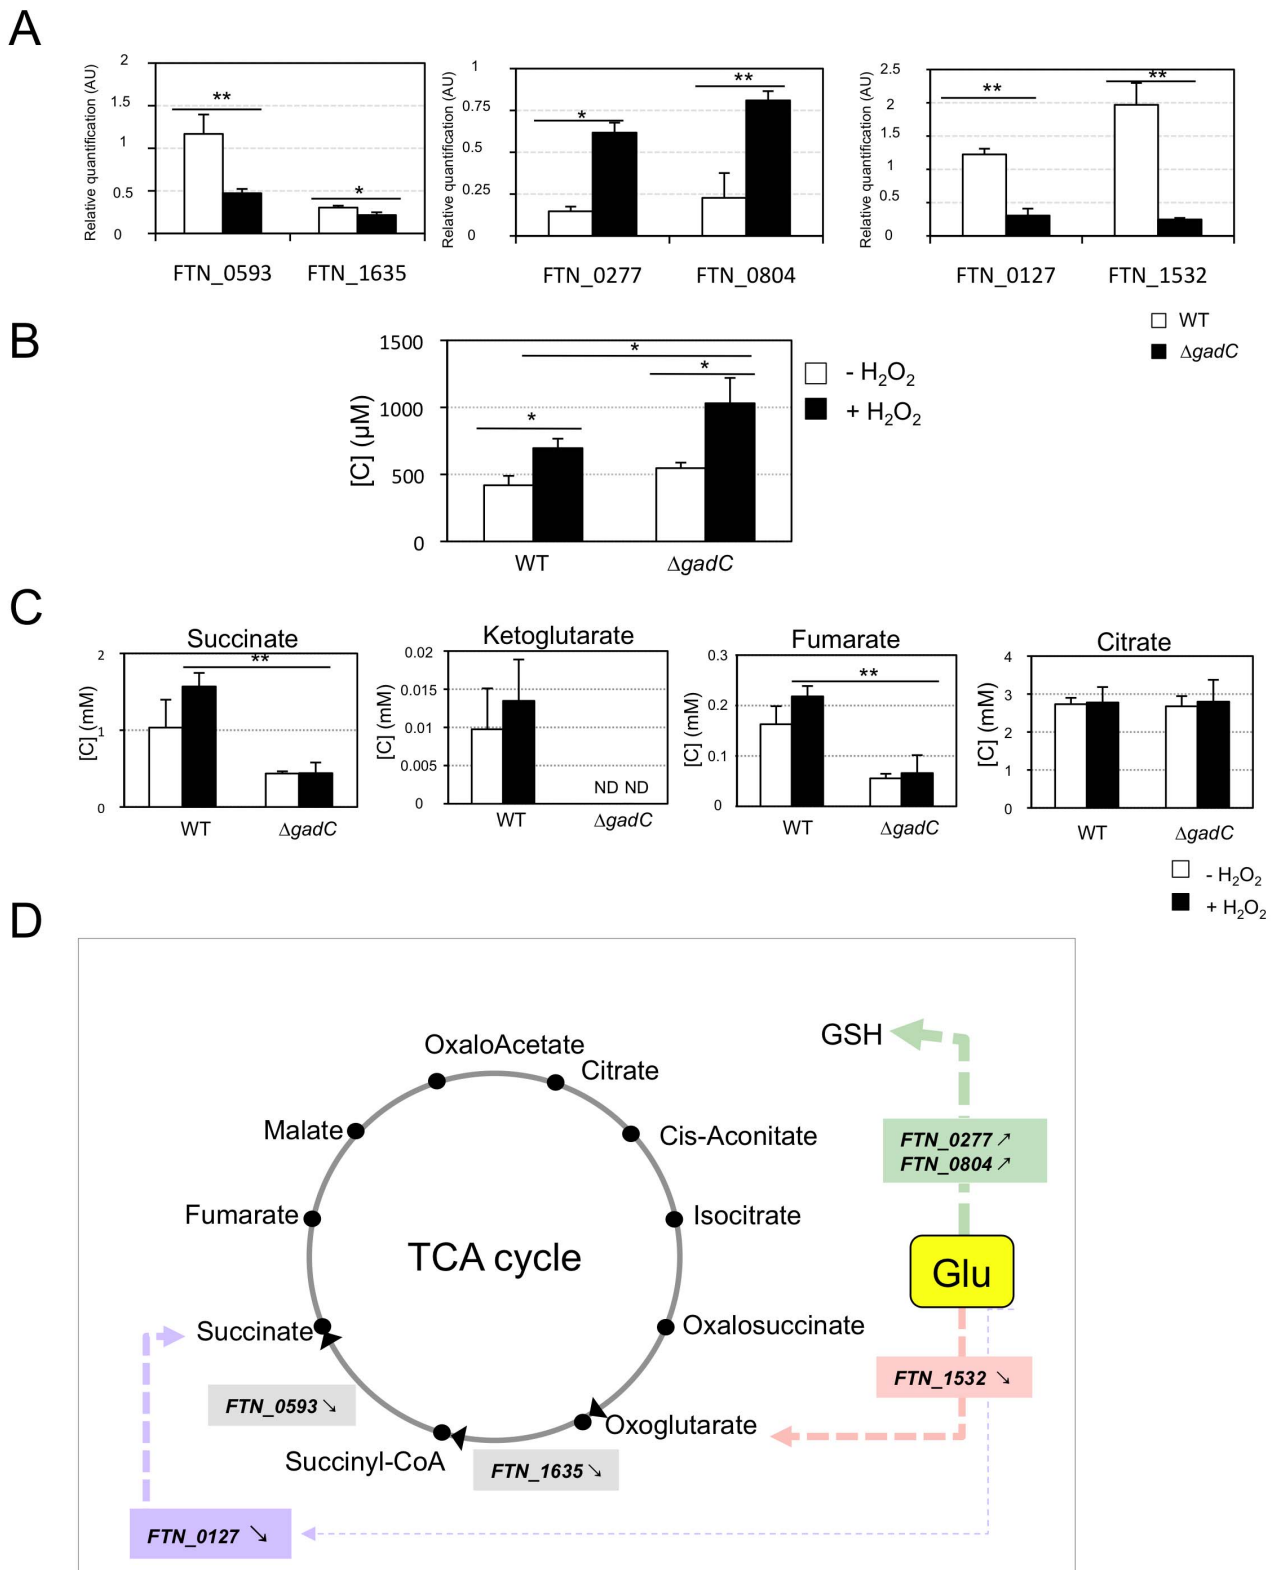 A
Relative quantification (AU)
2
1.5
1
0.5
0
**
*
FTN_0593
FTN_1635
Relative quantification (AU)
1
0.75
0.5
0.25
0
*
**
FTN_0277
FTN_0804
Relative quantification (AU)
2.5
2
1.5
1
0.5
0
**
**
FTN_0127
FTN_1532
WT
ΔgadC
B
[C] (µM)
1500
1000
500
0
*
*
*
WT
ΔgadC
- H₂O₂
+ H₂O₂
C
Succinate
[C] (mM)
2
1
0
**
WT
ΔgadC
Ketoglutarate
[C] (mM)
0.02
0.015
0.01
0.005
0
ND ND
WT
ΔgadC
Fumarate
[C] (mM)
0.3
0.2
0.1
0
**
WT
ΔgadC
Citrate
[C] (mM)
4
3
2
1
0
WT
ΔgadC
- H₂O₂
+ H₂O₂
D
GSH
OxaloAcetate
Citrate
Malate
Cis-Aconitate
FTN_0277 ↗
FTN_0804 ↗
Fumarate
Isocitrate
TCA cycle
Glu
Succinate
Oxalosuccinate
FTN_1532 ↘
FTN_0593 ↘
Oxoglutarate
Succinyl-CoA
FTN_1635 ↘
FTN_0127 ↘